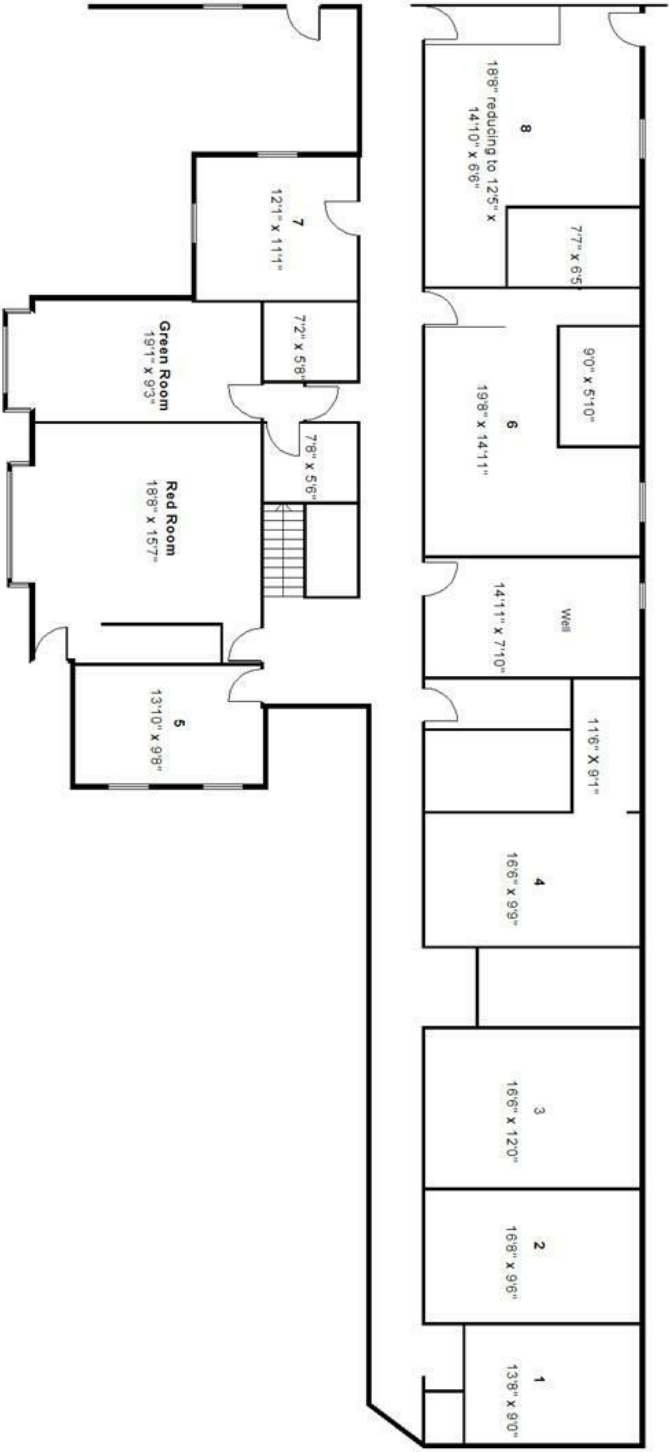 8
18'8" reducing to 12'5" x
14'10" x 6'6"
7'7" x 6'5
9'0" x 5'10"
6
19'8" x 14'11"
Well
14'11" x 7'10"
11'6" X 9'1"
4
16'6" x 9'9"
3
16'6" x 12'0"
2
16'8" x 9'6"
1
13'8" x 9'0"
7
12'1" x 11'1"
7'2" x 5'8"
Green Room
19'1" x 9'3"
7'8" x 5'6"
Red Room
18'8" x 15'7"
5
13'10" x 9'8"